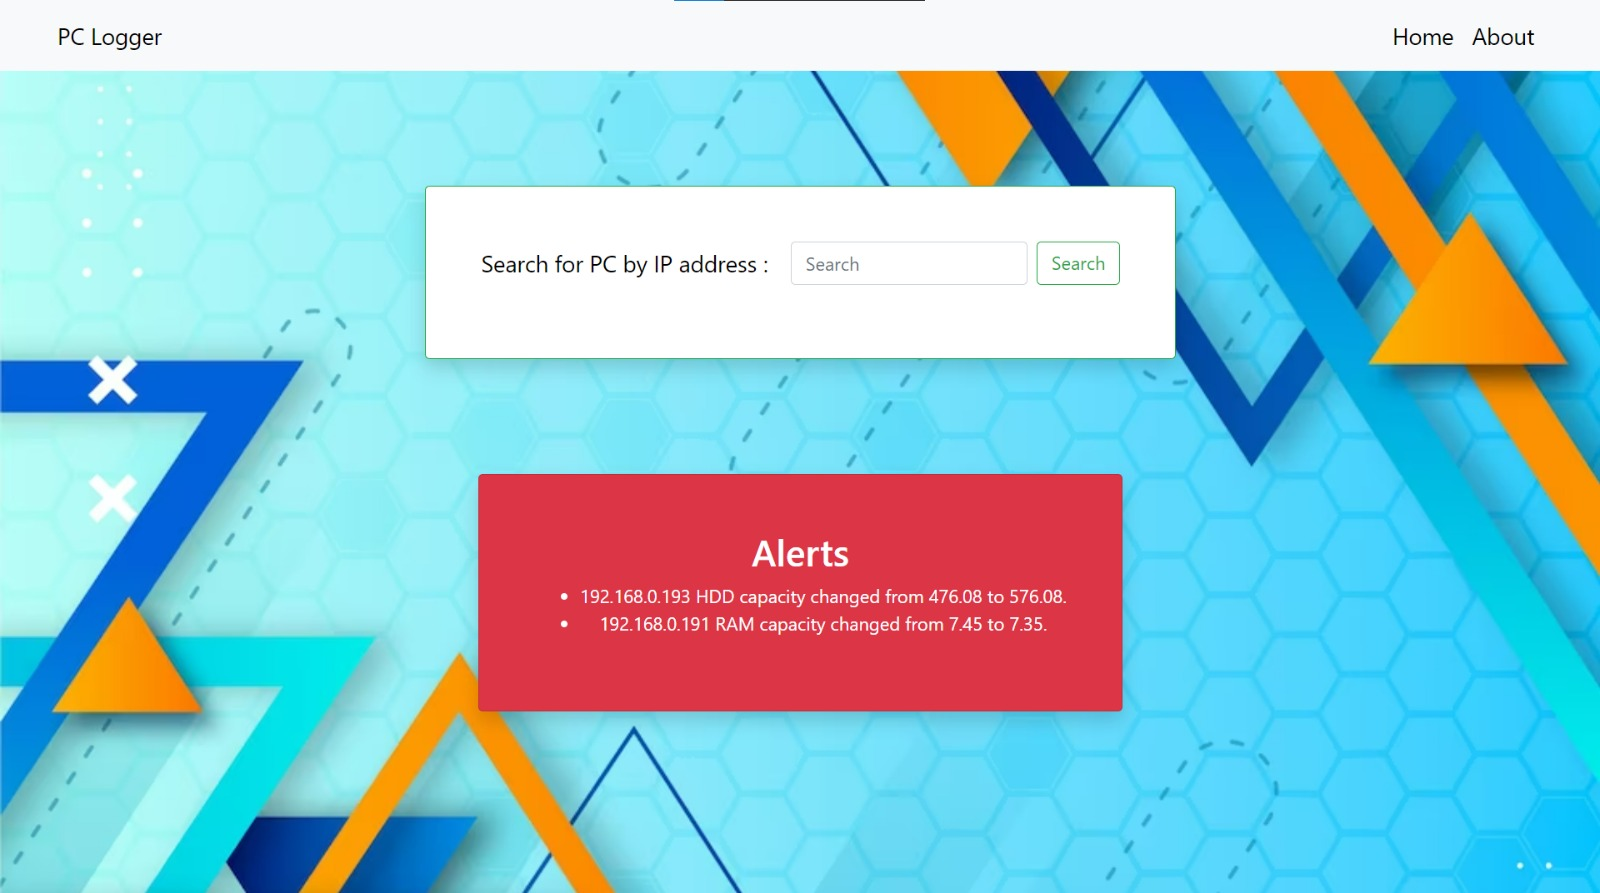 PC Logger
Home About
Search for PC by IP address :
Search
Search
Alerts
192.168.0.193 HDD capacity changed from 476.08 to 576.08.
192.168.0.191 RAM capacity changed from 7.45 to 7.35.